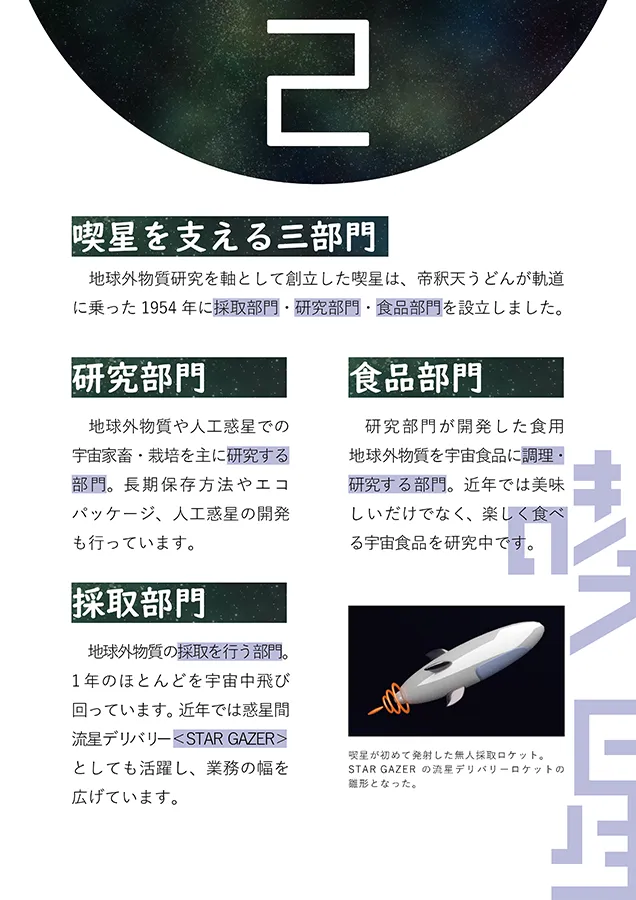 2
喫星を支える三部門
地球外物質研究を軸として創立した喫星は、帝釈天うどんが軌道
に乗った 1954 年に採取部門・研究部門・食品部門を設立しました。
研究部門
地球外物質や人工惑星での
宇宙家畜・栽培を主に研究する
部門。長期保存方法やエコ
パッケージ、人工惑星の開発
も行っています。
採取部門
地球外物質の採取を行う部門。
1年のほとんどを宇宙中飛び
回っています。近年では惑星間
流星デリバリー<STAR GAZER>
としても活躍し、業務の幅を
広げています。
食品部門
研究部門が開発した食用
地球外物質を宇宙食品に調理・
研究する部門。近年では美味
しいだけでなく、楽しく食べ
る宇宙食品を研究中です。
喫星が初めて発射した無人採取ロケット。
STAR GAZER の流星デリバリーロケットの
雛形となった。